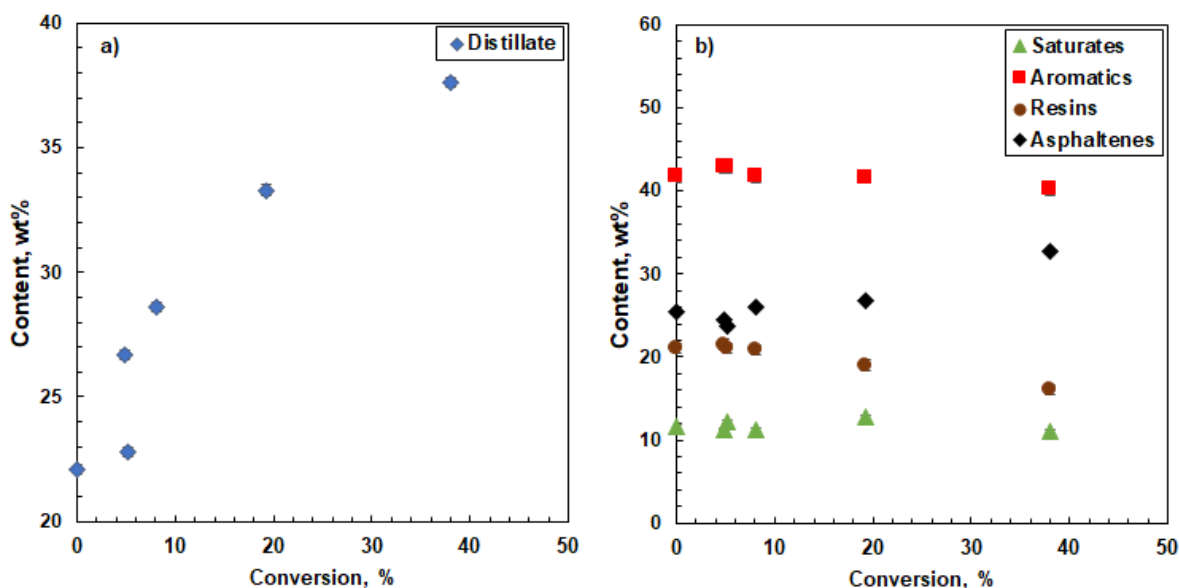 a)
Distillate
Content, wt%
40
35
30
25
20
0
10
20
30
40
50
Conversion, %
b)
Saturates
Aromatics
Resins
Asphaltenes
Content, wt%
60
50
40
30
20
10
0
0
10
20
30
40
50
Conversion, %